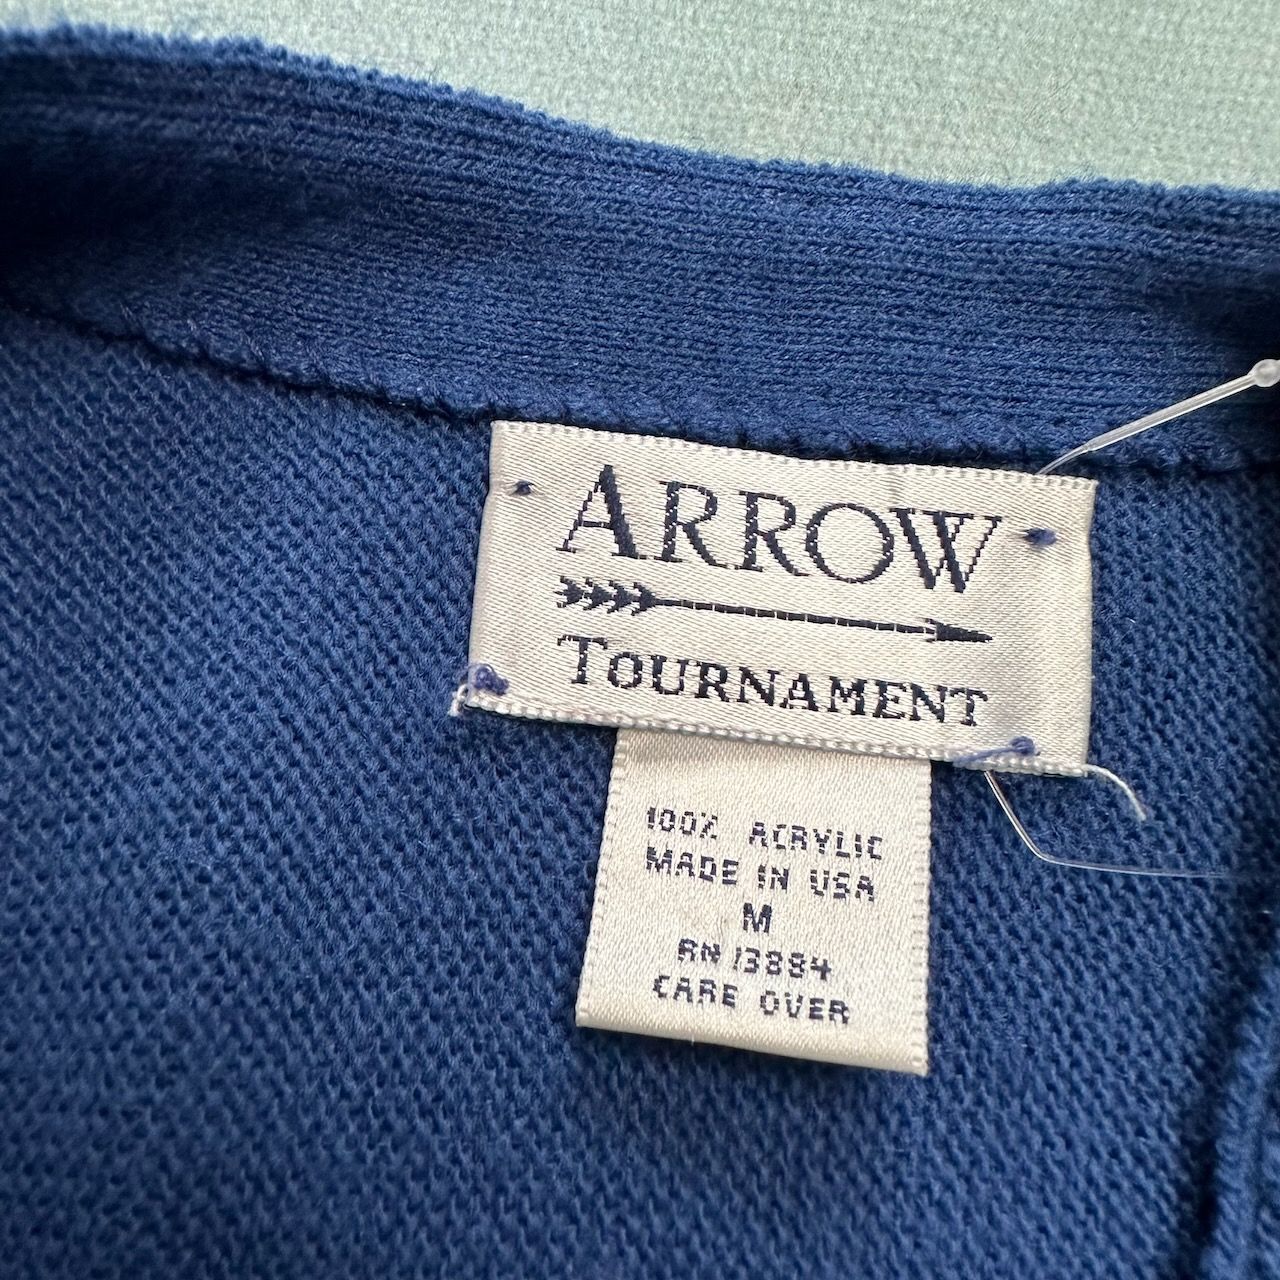 ARROW
TOURNAMENT
100% ACRYLIC
MADE IN USA
M
RN 13884
CARE OVER